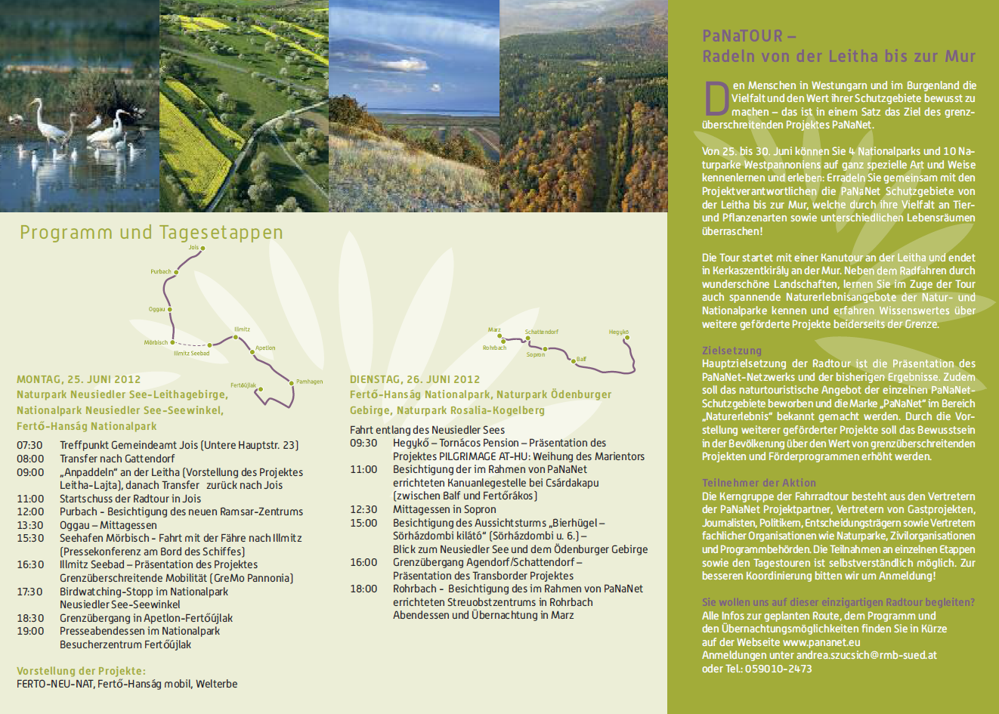 Programm und Tagesetappen
Jois
Purbach
Oggau
Mörbisch
Illmitz Seebad
Illmitz
Apetlon
Pamhagen
Fertőújlak
MONTAG, 25. JUNI 2012
Naturpark Neusiedler See-Leithagebirge,
Nationalpark Neusiedler See-Seewinkel,
Fertő-Hanság Nationalpark
07:30 Treffpunkt Gemeindeamt Jois (Untere Hauptstr. 23)
08:00 Transfer nach Gattendorf
09:00 „Anpaddeln“ an der Leitha (Vorstellung des Projektes
Leitha-Lajta), danach Transfer zurück nach Jois
11:00 Startschuss der Radtour in Jois
12:00 Purbach - Besichtigung des neuen Ramsar-Zentrums
13:30 Oggau – Mittagessen
15:30 Seehafen Mörbisch - Fahrt mit der Fähre nach Illmitz
(Pressekonferenz am Bord des Schiffes)
16:30 Illmitz Seebad – Präsentation des Projektes
Grenzüberschreitende Mobilität (GreMo Pannonia)
17:30 Birdwatching-Stopp im Nationalpark
Neusiedler See-Seewinkel
18:30 Grenzübergang in Apetlon-Fertőújlak
19:00 Presseabendessen im Nationalpark
Besucherzentrum Fertőújlak
Vorstellung der Projekte:
FERTO-NEU-NAT, Fertő-Hanság mobil, Welterbe
Marz
Rohrbach
Schattendorf
Sopron
Balf
Hegykő
DIENSTAG, 26. JUNI 2012
Fertő-Hanság Nationalpark, Naturpark Ödenburger
Gebirge, Naturpark Rosalia-Kogelberg
Fahrt entlang des Neusiedler Sees
09:30 Hegykő – Tornácos Pension – Präsentation des
Projektes PILGRIMAGE AT-HU: Weihung des Marientors
11:00 Besichtigung der im Rahmen von PaNaNet
errichteten Kanuanlegestelle bei Csárdakapu
(zwischen Balf und Fertőrákos)
12:30 Mittagessen in Sopron
15:00 Besichtigung des Aussichtsturms „Bierhügel –
Sörházdombi kilátó“ (Sörházdombi u. 6.) –
Blick zum Neusiedler See und dem Ödenburger Gebirge
16:00 Grenzübergang Agendorf/Schattendorf –
Präsentation des Transborder Projektes
18:00 Rohrbach - Besichtigung des im Rahmen von PaNaNet
errichteten Streuobstzentrums in Rohrbach
Abendessen und Übernachtung in Marz
PaNaTOUR –
Radeln von der Leitha bis zur Mur
Den Menschen in Westungarn und im Burgenland die
Vielfalt und den Wert ihrer Schutzgebiete bewusst zu
machen – das ist in einem Satz das Ziel des grenz-
überschreitenden Projektes PaNaNet.
Von 25. bis 30. Juni können Sie 4 Nationalparks und 10 Na-
turparke Westpannoniens auf ganz spezielle Art und Weise
kennenlernen und erleben: Erradeln Sie gemeinsam mit den
Projektverantwortlichen die PaNaNet Schutzgebiete von
der Leitha bis zur Mur, welche durch ihre Vielfalt an Tier-
und Pflanzenarten sowie unterschiedlichen Lebensräumen
überraschen!
Die Tour startet mit einer Kanutour an der Leitha und endet
in Kerkaszentkirály an der Mur. Neben dem Radfahren durch
wunderschöne Landschaften, lernen Sie im Zuge der Tour
auch spannende Naturerlebnisangebote der Natur- und
Nationalparke kennen und erfahren Wissenswertes über
weitere geförderte Projekte beiderseits der Grenze.
Zielsetzung
Hauptzielsetzung der Radtour ist die Präsentation des
PaNaNet-Netzwerks und der bisherigen Ergebnisse. Zudem
soll das naturtouristische Angebot der einzelnen PaNaNet-
Schutzgebiete beworben und die Marke „PaNaNet“ im Bereich
„Naturerlebnis“ bekannt gemacht werden. Durch die Vor-
stellung weiterer geförderter Projekte soll das Bewusstsein
in der Bevölkerung über den Wert von grenzüberschreitenden
Projekten und Förderprogrammen erhöht werden.
Teilnehmer der Aktion
Die Kerngruppe der Fahrradtour besteht aus den Vertretern
der PaNaNet Projektpartner, Vertretern von Gastprojekten,
Journalisten, Politikern, Entscheidungsträgern sowie Vertretern
fachlicher Organisationen wie Naturparke, Zivilorganisationen
und Programmbehörden. Die Teilnahmen an einzelnen Etappen
sowie den Tagestouren ist selbstverständlich möglich. Zur
besseren Koordinierung bitten wir um Anmeldung!
Sie wollen uns auf dieser einzigartigen Radtour begleiten?
Alle Infos zur geplanten Route, dem Programm und
den Übernachtungsmöglichkeiten finden Sie in Kürze
auf der Webseite www.pananet.eu
Anmeldungen unter andrea.szucsich@rmb-sued.at
oder Tel.: 059010-2473